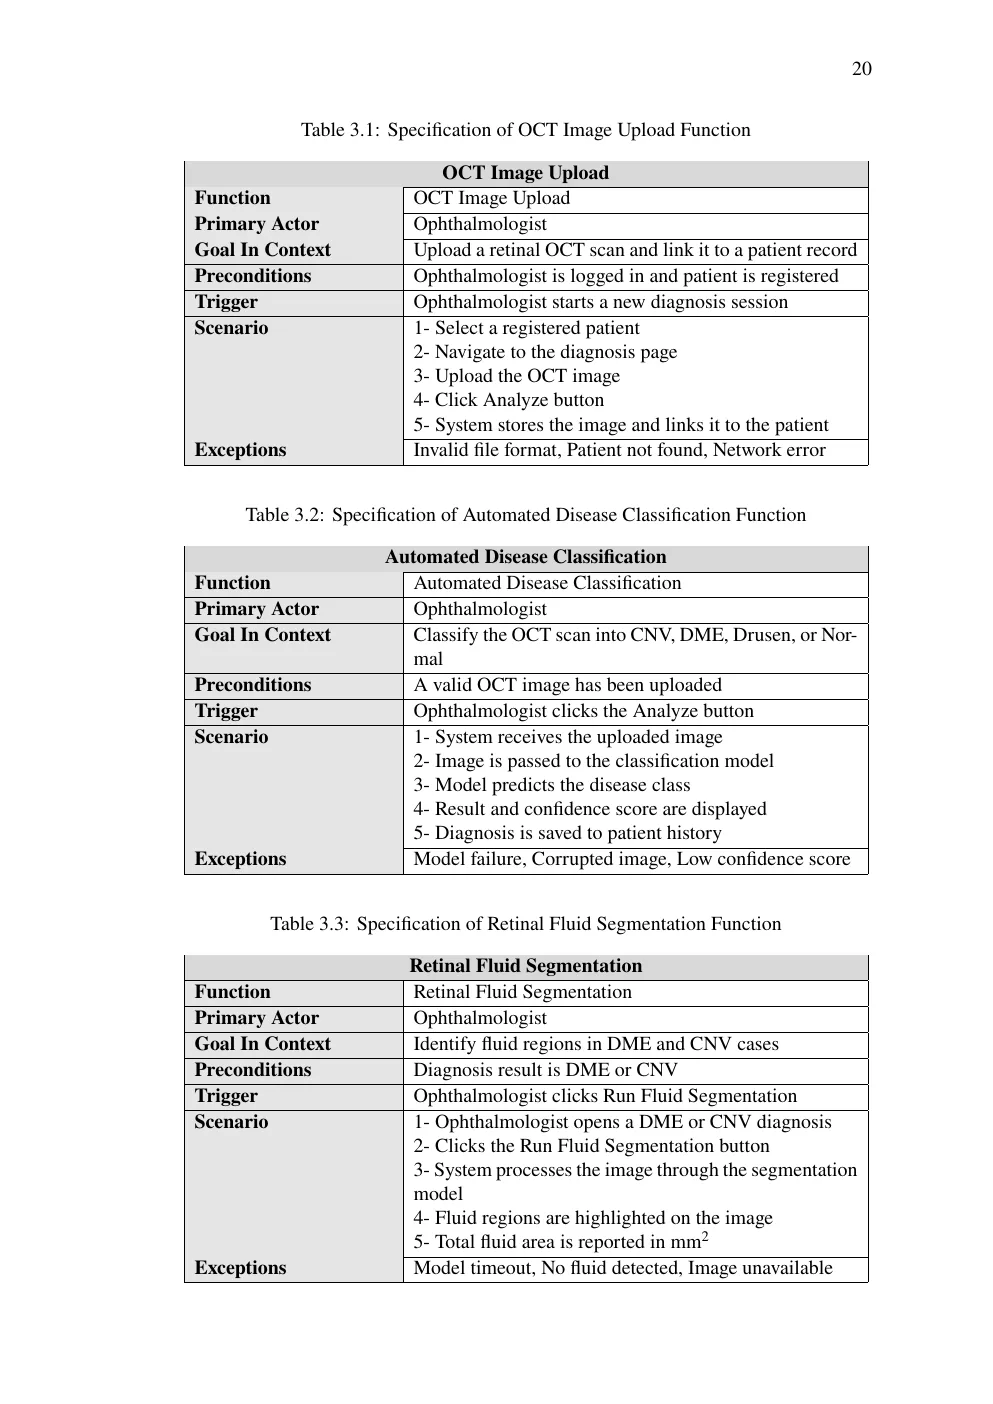 20
Table 3.1: Specification of OCT Image Upload Function
OCT Image Upload
Function OCT Image Upload
Primary Actor Ophthalmologist
Goal In Context Upload a retinal OCT scan and link it to a patient record
Preconditions Ophthalmologist is logged in and patient is registered
Trigger Ophthalmologist starts a new diagnosis session
Scenario 1- Select a registered patient
2- Navigate to the diagnosis page
3- Upload the OCT image
4- Click Analyze button
5- System stores the image and links it to the patient
Exceptions Invalid file format, Patient not found, Network error
Table 3.2: Specification of Automated Disease Classification Function
Automated Disease Classification
Function Automated Disease Classification
Primary Actor Ophthalmologist
Goal In Context Classify the OCT scan into CNV, DME, Drusen, or Nor-
mal
Preconditions A valid OCT image has been uploaded
Trigger Ophthalmologist clicks the Analyze button
Scenario 1- System receives the uploaded image
2- Image is passed to the classification model
3- Model predicts the disease class
4- Result and confidence score are displayed
5- Diagnosis is saved to patient history
Exceptions Model failure, Corrupted image, Low confidence score
Table 3.3: Specification of Retinal Fluid Segmentation Function
Retinal Fluid Segmentation
Function Retinal Fluid Segmentation
Primary Actor Ophthalmologist
Goal In Context Identify fluid regions in DME and CNV cases
Preconditions Diagnosis result is DME or CNV
Trigger Ophthalmologist clicks Run Fluid Segmentation
Scenario 1- Ophthalmologist opens a DME or CNV diagnosis
2- Clicks the Run Fluid Segmentation button
3- System processes the image through the segmentation
model
4- Fluid regions are highlighted on the image
5- Total fluid area is reported in mm²
Exceptions Model timeout, No fluid detected, Image unavailable